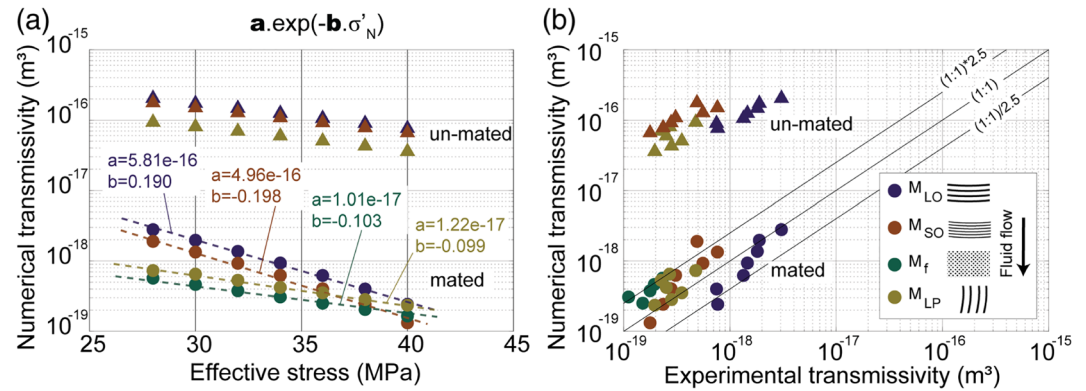 (a)
a.exp(-b.σ'N)
Numerical transmissivity (m³)
10-15
10-16
10-17
10-18
10-19
un-mated
a=5.81e-16
b=0.190
a=4.96e-16
b=-0.198
a=1.01e-17
b=-0.103
a=1.22e-17
b=-0.099
mated
25
30
35
40
45
Effective stress (MPa)
(b)
Numerical transmissivity (m³)
10-15
10-16
10-17
10-18
10-19
(1:1)*2.5
(1:1)
(1:1)/2.5
un-mated
mated
MLO
MSO
Mf
MLP
Fluid flow
10-19
10-18
10-17
10-16
10-15
Experimental transmissivity (m³)